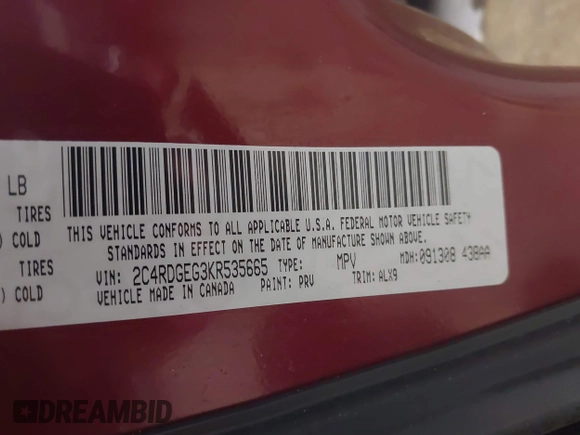 LB
TIRES
) COLD
TIRES
) COLD
THIS VEHICLE CONFORMS TO ALL APPLICABLE U.S.A. FEDERAL MOTOR VEHICLE SAFETY
STANDARDS IN EFFECT ON THE DATE OF MANUFACTURE SHOWN ABOVE.
VIN: 2C4RDGEG3KR535665 TYPE: MPV MDH: 091308 438AA
VEHICLE MADE IN CANADA PAINT: PRV TRIM: ALX9
DREAMBID